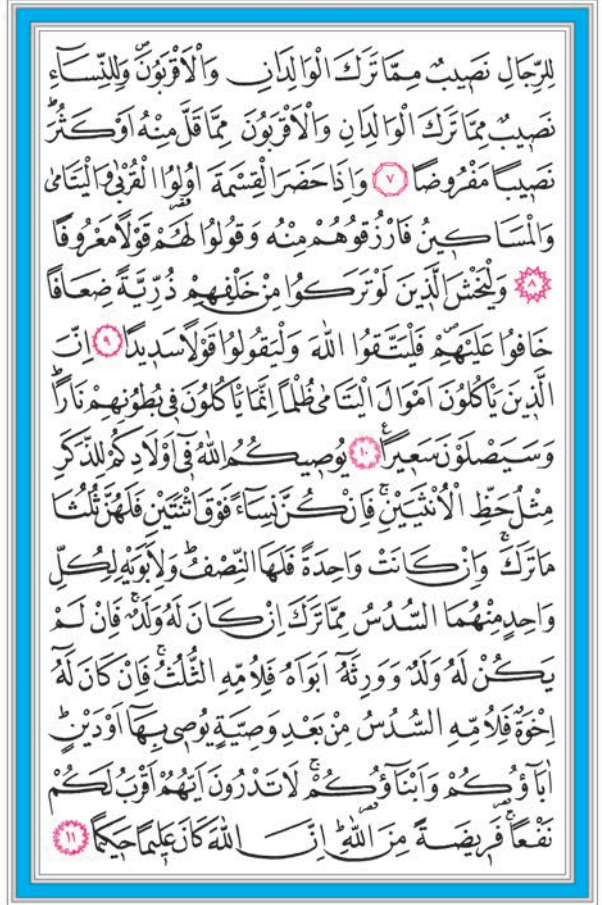 لِلرِّجَالِ نَصِيبٌ مِمَّا تَرَكَ الْوَالِدَانِ وَالْاَقْرَبُونَۖ وَلِلنِّسَٓاءِ
نَصِيبٌ مِمَّا تَرَكَ الْوَالِدَانِ وَالْاَقْرَبُونَ مِمَّا قَلَّ مِنْهُ اَوْ كَثُرَۜ
نَصِيبًا مَفْرُوضًا ﴿٧﴾ وَاِذَا حَضَرَ الْقِسْمَةَ اُو۬لُوا الْقُرْبٰى وَالْيَتَامٰى
وَالْمَسَاكِينُ فَارْزُقُوهُمْ مِنْهُ وَقُولُوا لَهُمْ قَوْلًا مَعْرُوفًا
﴿٨﴾ وَلْيَخْشَ الَّذِينَ لَوْ تَرَكُوا مِنْ خَلْفِهِمْ ذُرِّيَّةً ضِعَافًا
خَافُوا عَلَيْهِمْۖ فَلْيَتَّقُوا اللّٰهَ وَلْيَقُولُوا قَوْلًا سَدِيدًا ﴿٩﴾ اِنَّ
الَّذِينَ يَأْكُلُونَ اَمْوَالَ الْيَتَامٰى ظُلْمًا اِنَّمَا يَأْكُلُونَ فِي بُطُونِهِمْ نَارًاۜ
وَسَيَصْلَوْنَ سَعِيرًا۟ ﴿١٠﴾ يُوصِيكُمُ اللّٰهُ فِٓي اَوْلَادِكُمْ لِلذَّكَرِ
مِثْلُ حَظِّ الْاُنْثَيَيْنِۚ فَاِنْ كُنَّ نِسَٓاءً فَوْقَ اثْنَتَيْنِ فَلَهُنَّ ثُلُثَا
مَا تَرَكَۚ وَاِنْ كَانَتْ وَاحِدَةً فَلَهَا النِّصْفُۜ وَلِاَبَوَيْهِ لِكُلِّ
وَاحِدٍ مِنْهُمَا السُّدُسُ مِمَّا تَرَكَ اِنْ كَانَ لَهُ وَلَدٌۚ فَاِنْ لَمْ
يَكُنْ لَهُ وَلَدٌ وَوَرِثَهُٓ اَبَوَاهُ فَلِاُمِّهِ الثُّلُثُۚ فَاِنْ كَانَ لَهُٓ
اِخْوَةٌ فَلِاُمِّهِ السُّدُسُ مِنْ بَعْدِ وَصِيَّةٍ يُوصِي بِهَٓا اَوْ دَيْنٍۜ
اٰبَٓاؤُ۬كُمْ وَاَبْنَٓاؤُ۬كُمْۚ لَا تَدْرُونَ اَيُّهُمْ اَقْرَبُ لَكُمْ
نَفْعًاۜ فَرِيضَةً مِنَ اللّٰهِۜ اِنَّ اللّٰهَ كَانَ عَلِيمًا حَكِيمًا ﴿١١﴾